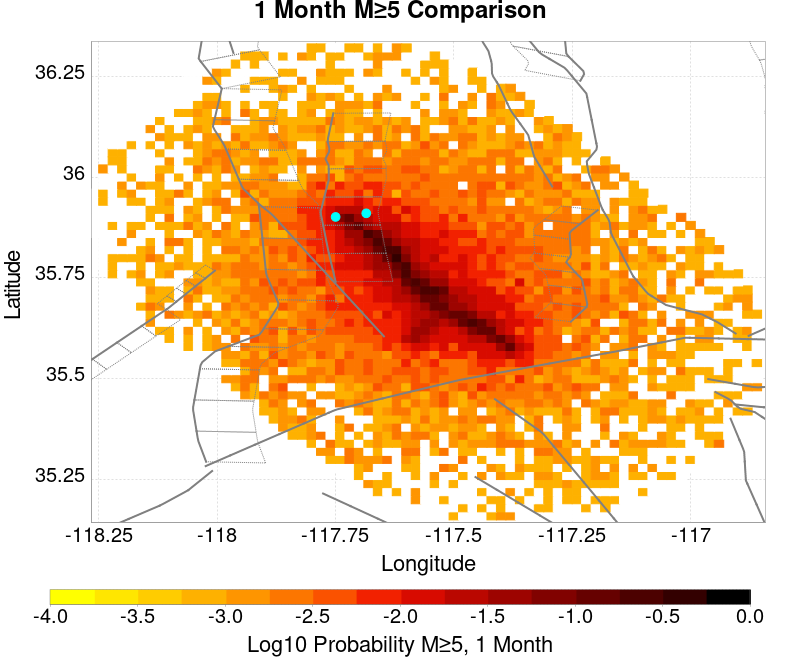 1 Month M≥5 Comparison
36.25
36
35.75
35.5
35.25
Latitude
-118.25 -118 -117.75 -117.5 -117.25 -117
Longitude
-4.0 -3.5 -3.0 -2.5 -2.0 -1.5 -1.0 -0.5 0.0
Log10 Probability M≥5, 1 Month